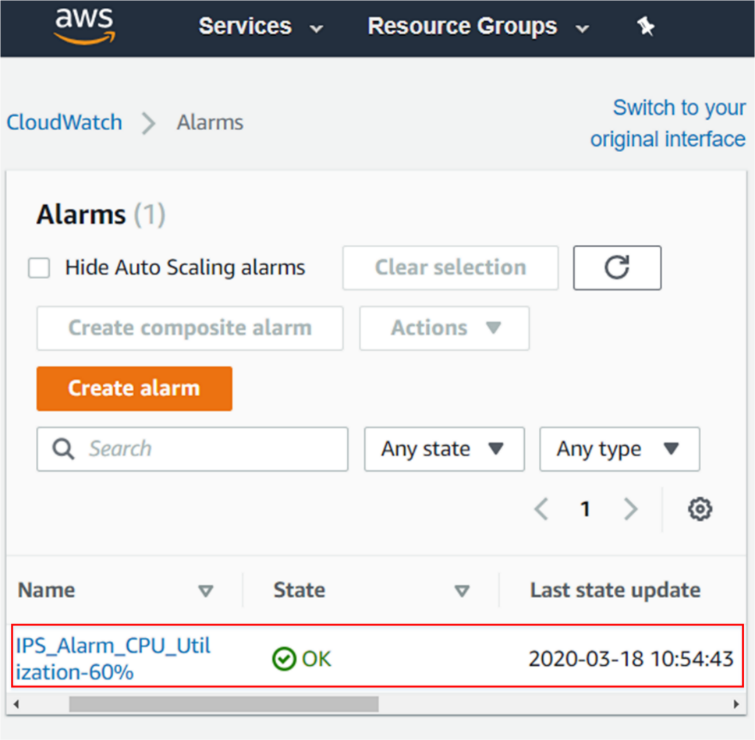 aws Services Resource Groups
CloudWatch > Alarms
Switch to your
original interface
Alarms (1)
Hide Auto Scaling alarms Clear selection
Create composite alarm Actions
Create alarm
Search Any state Any type
1
Name State Last state update
IPS_Alarm_CPU_Util
ization-60%
OK 2020-03-18 10:54:43